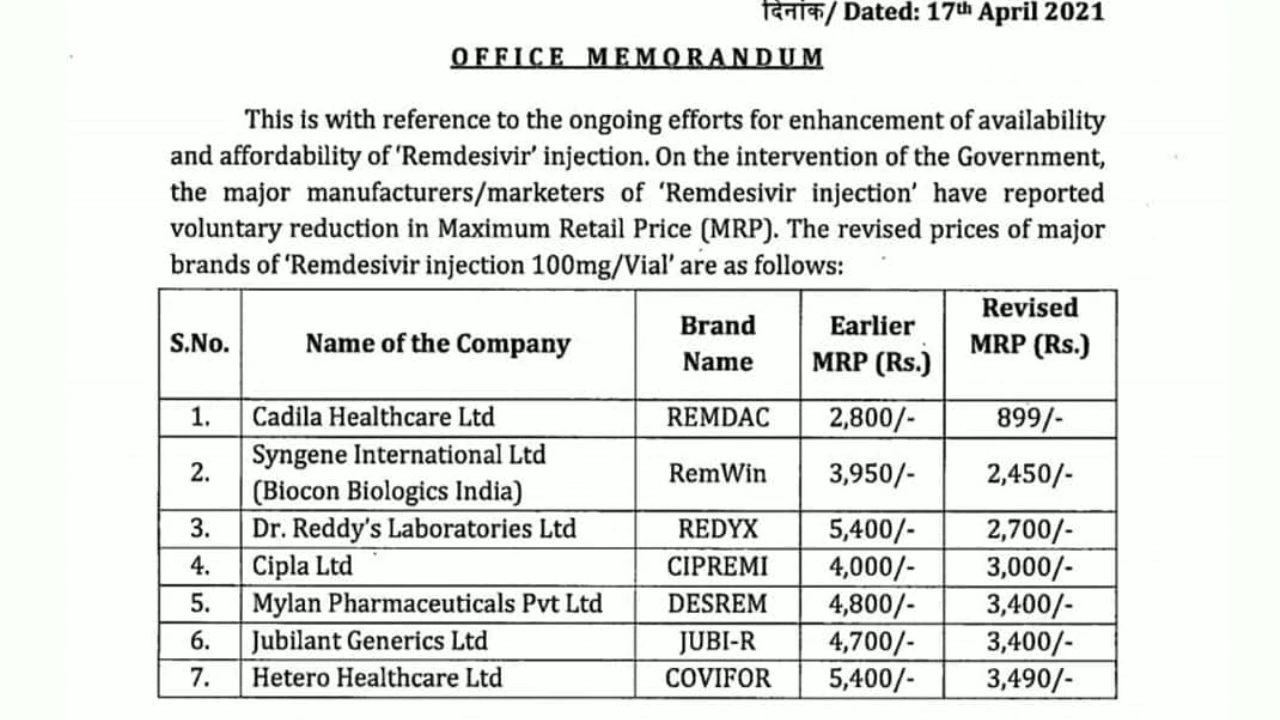 दिनांक/ Dated: 17th April 2021
OFFICE MEMORANDUM
This is with reference to the ongoing efforts for enhancement of availability
and affordability of ‘Remdesivir’ injection. On the intervention of the Government,
the major manufacturers/marketers of ‘Remdesivir injection’ have reported
voluntary reduction in Maximum Retail Price (MRP). The revised prices of major
brands of ‘Remdesivir injection 100mg/Vial’ are as follows:
S.No. Name of the Company Brand Name Earlier MRP (Rs.) Revised MRP (Rs.)
1. Cadila Healthcare Ltd REMDAC 2,800/- 899/-
2. Syngene International Ltd (Biocon Biologics India) RemWin 3,950/- 2,450/-
3. Dr. Reddy’s Laboratories Ltd REDYX 5,400/- 2,700/-
4. Cipla Ltd CIPREMI 4,000/- 3,000/-
5. Mylan Pharmaceuticals Pvt Ltd DESREM 4,800/- 3,400/-
6. Jubilant Generics Ltd JUBI-R 4,700/- 3,400/-
7. Hetero Healthcare Ltd COVIFOR 5,400/- 3,490/-